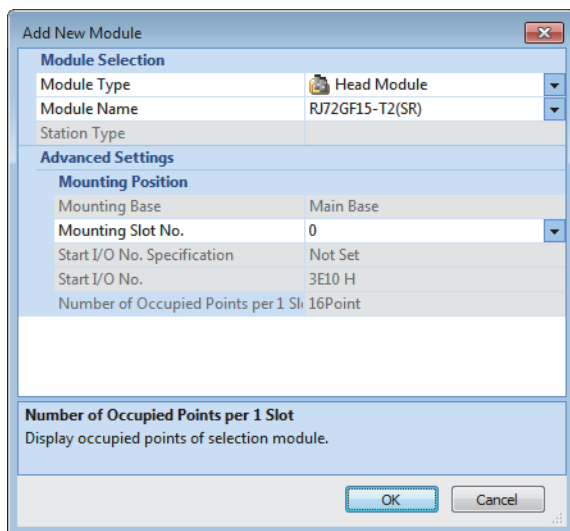 Add New Module
Module Selection
Module Type Head Module
Module Name RJ72GF15-T2(SR)
Station Type
Advanced Settings
Mounting Position
Mounting Base Main Base
Mounting Slot No. 0
Start I/O No. Specification Not Set
Start I/O No. 3E10 H
Number of Occupied Points per 1 Sl 16Point
Number of Occupied Points per 1 Slot
Display occupied points of selection module.
OK Cancel